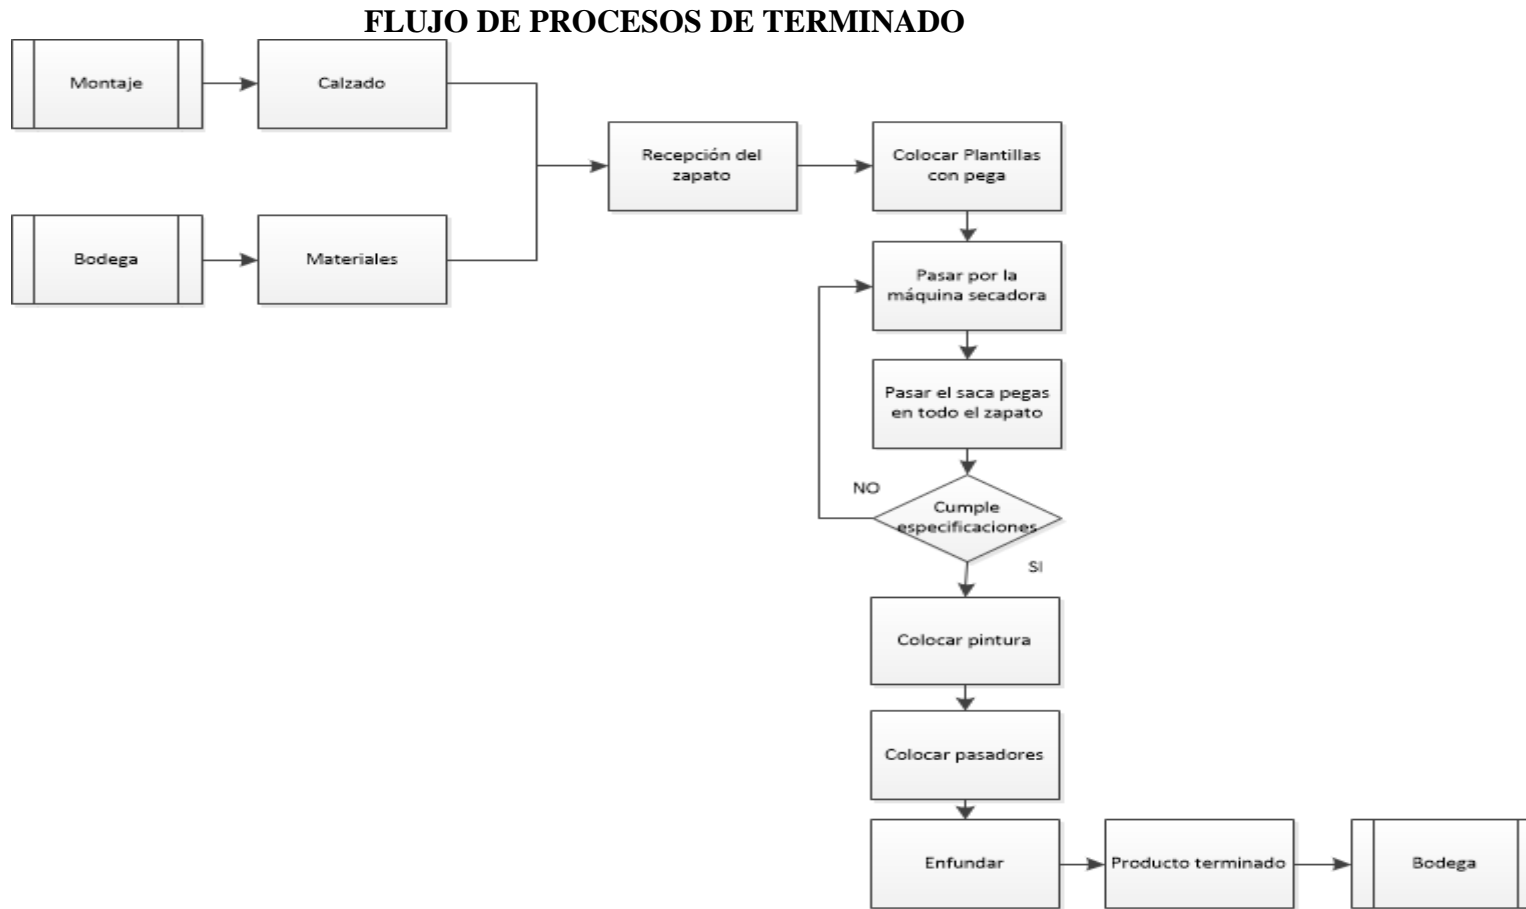 FLUJO DE PROCESOS DE TERMINADO
Montaje
Calzado
Bodega
Materiales
Recepción del
zapato
Colocar Plantillas
con pega
Pasar por la
máquina secadora
Pasar el saca pegas
en todo el zapato
NO
Cumple
especificaciones
SI
Colocar pintura
Colocar pasadores
Enfundar
Producto terminado
Bodega